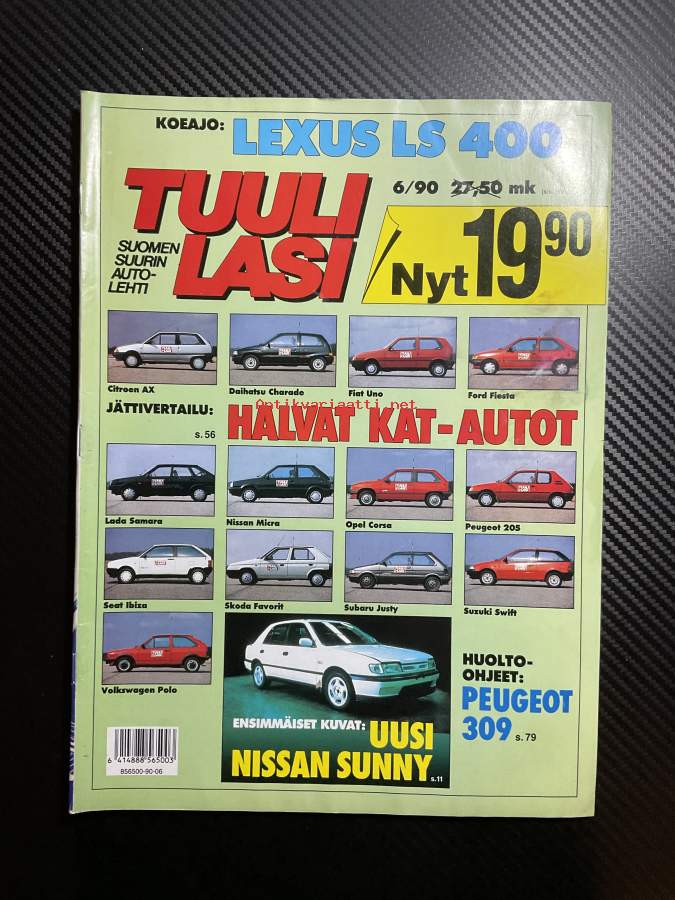 KOEAJO: LEXUS LS 400
TUULI
LASI
SUOMEN
SUURIN
AUTO-
LEHTI
6/90 27,50 mk
Nyt 19 90
Citroen AX
Daihatsu Charade
Fiat Uno
Ford Fiesta
Antikvariaatti.net
JÄTTIVERTAILU:
s. 56
HALVAT KAT-AUTOT
Lada Samara
Nissan Micra
Opel Corsa
Peugeot 205
Seat Ibiza
Skoda Favorit
Subaru Justy
Suzuki Swift
Volkswagen Polo
ENSIMMÄISET KUVAT: UUSI
NISSAN SUNNY s.11
HUOLTO-
OHJEET:
PEUGEOT
309 s. 79
6 414888 565003
856500-90-06